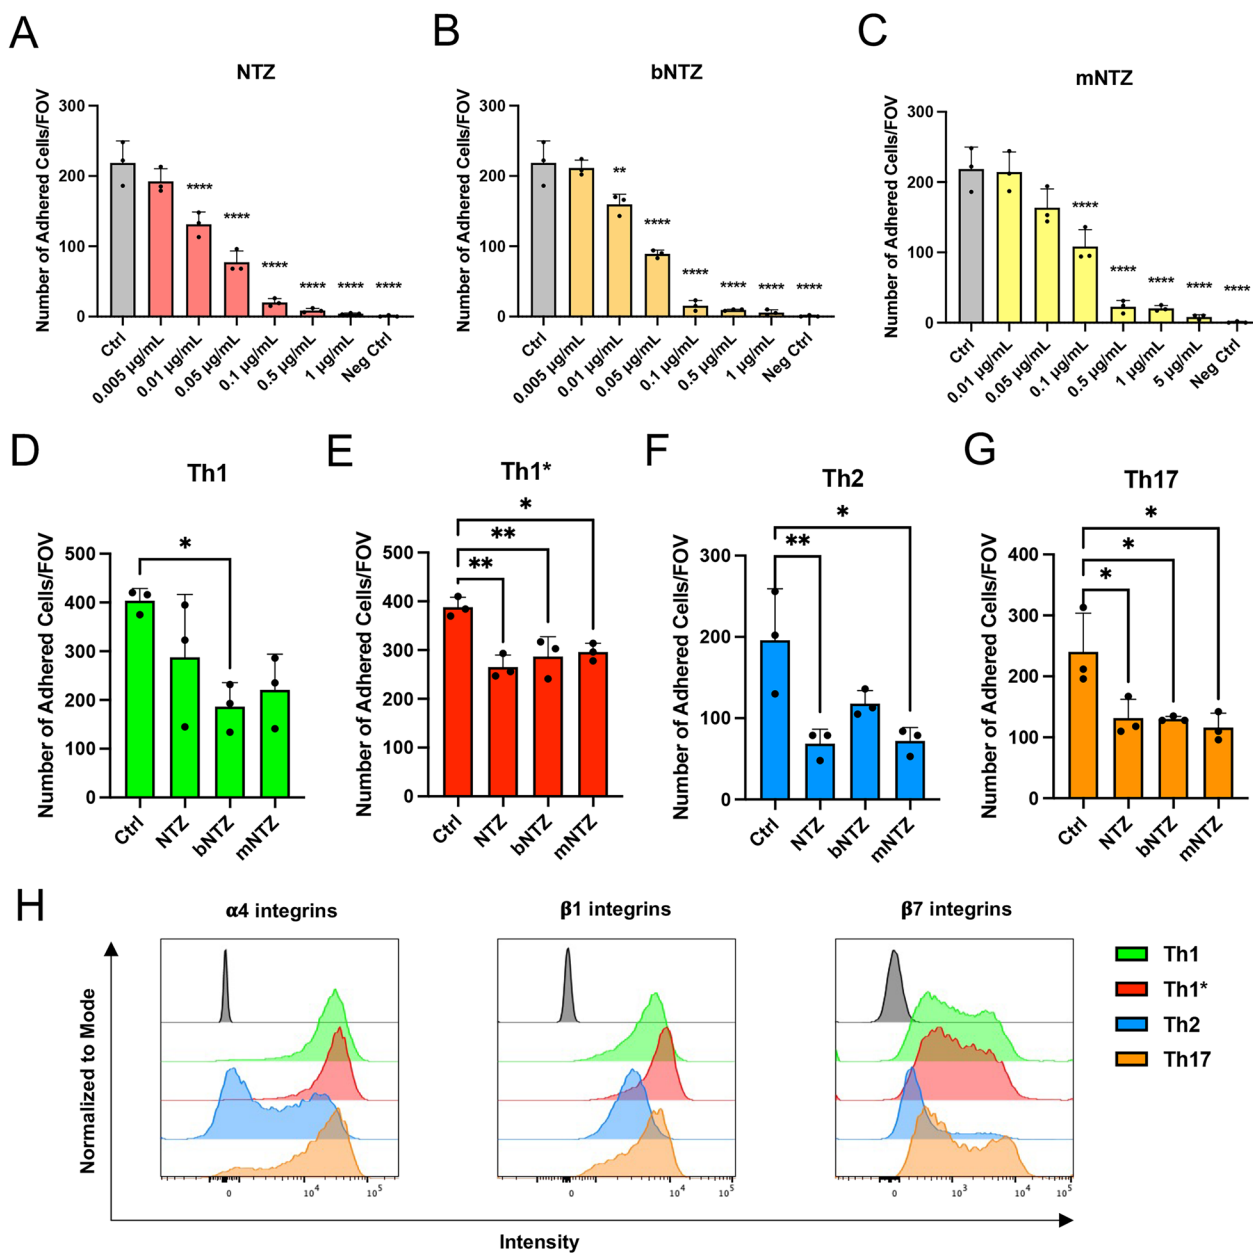 A
NTZ
Number of Adhered Cells/FOV
300
200
100
0
****
****
****
****
****
****
Ctrl
0.005 µg/mL
0.01 µg/mL
0.05 µg/mL
0.1 µg/mL
0.5 µg/mL
1 µg/mL
Neg Ctrl
B
bNTZ
Number of Adhered Cells/FOV
300
200
100
0
**
****
****
****
****
****
Ctrl
0.005 µg/mL
0.01 µg/mL
0.05 µg/mL
0.1 µg/mL
0.5 µg/mL
1 µg/mL
Neg Ctrl
C
mNTZ
Number of Adhered Cells/FOV
300
200
100
0
****
****
****
****
****
Ctrl
0.01 µg/mL
0.05 µg/mL
0.1 µg/mL
0.5 µg/mL
1 µg/mL
5 µg/mL
Neg Ctrl
D
Th1
Number of Adhered Cells/FOV
500
400
300
200
100
0
*
Ctrl
NTZ
bNTZ
mNTZ
E
Th1*
Number of Adhered Cells/FOV
500
400
300
200
100
0
*
**
**
Ctrl
NTZ
bNTZ
mNTZ
F
Th2
Number of Adhered Cells/FOV
300
200
100
0
*
**
Ctrl
NTZ
bNTZ
mNTZ
G
Th17
Number of Adhered Cells/FOV
400
300
200
100
0
*
*
*
Ctrl
NTZ
bNTZ
mNTZ
H
α4 integrins
β1 integrins
β7 integrins
Normalized to Mode
0 10⁴ 10⁵
0 10⁴ 10⁵
0 10³ 10⁴ 10⁵
Intensity
Th1
Th1*
Th2
Th17